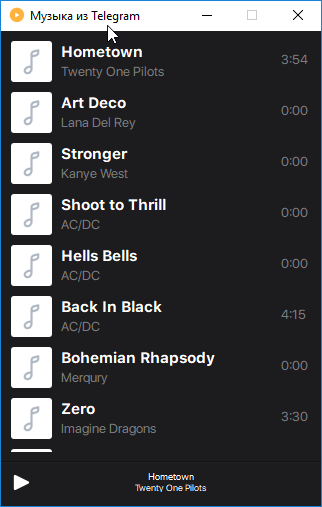 Музыка из Telegram
Hometown
Twenty One Pilots
3:54
Art Deco
Lana Del Rey
0:00
Stronger
Kanye West
0:00
Shoot to Thrill
AC/DC
0:00
Hells Bells
AC/DC
0:00
Back In Black
AC/DC
4:15
Bohemian Rhapsody
Merqury
0:00
Zero
Imagine Dragons
3:30
Hometown
Twenty One Pilots